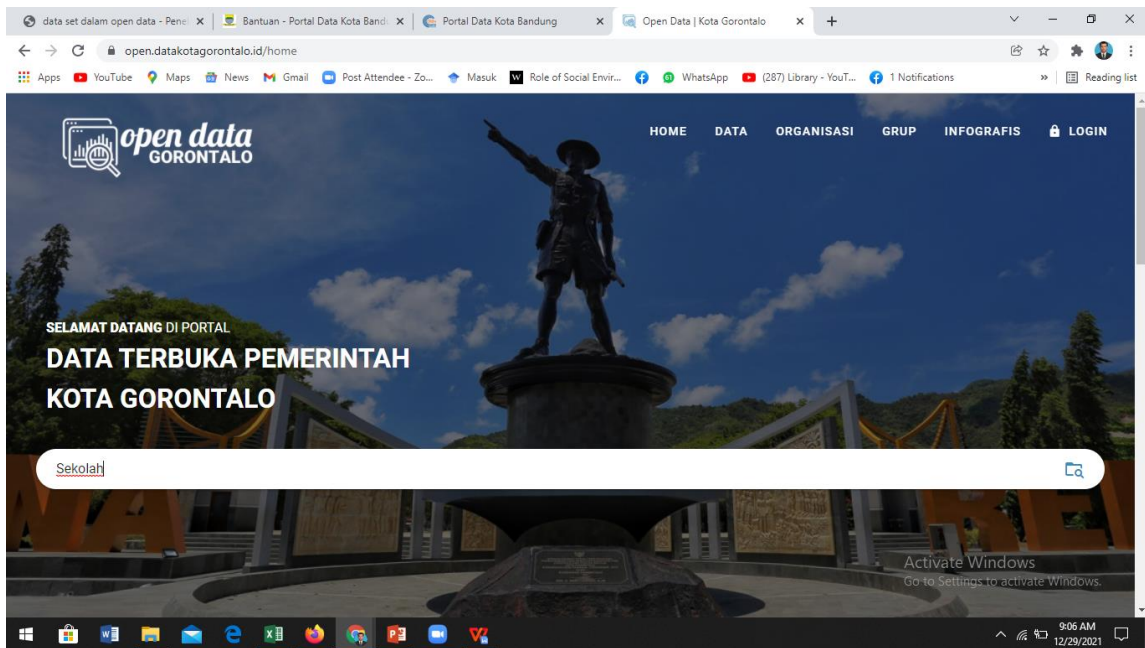 data set dalam open data - Pene
Bantuan - Portal Data Kota Band
Portal Data Kota Bandung
Open Data | Kota Gorontalo
open.datakotagorontalo.id/home
Apps YouTube Maps News Gmail Post Attendee - Zo... Masuk Role of Social Envir... WhatsApp (287) Library - YouT... 1 Notifications » Reading list
open data
GORONTALO
HOME DATA ORGANISASI GRUP INFOGRAFIS LOGIN
SELAMAT DATANG DI PORTAL
DATA TERBUKA PEMERINTAH
KOTA GORONTALO
Sekolah
Activate Windows
Go to Settings to activate Windows.
9:06 AM
12/29/2021